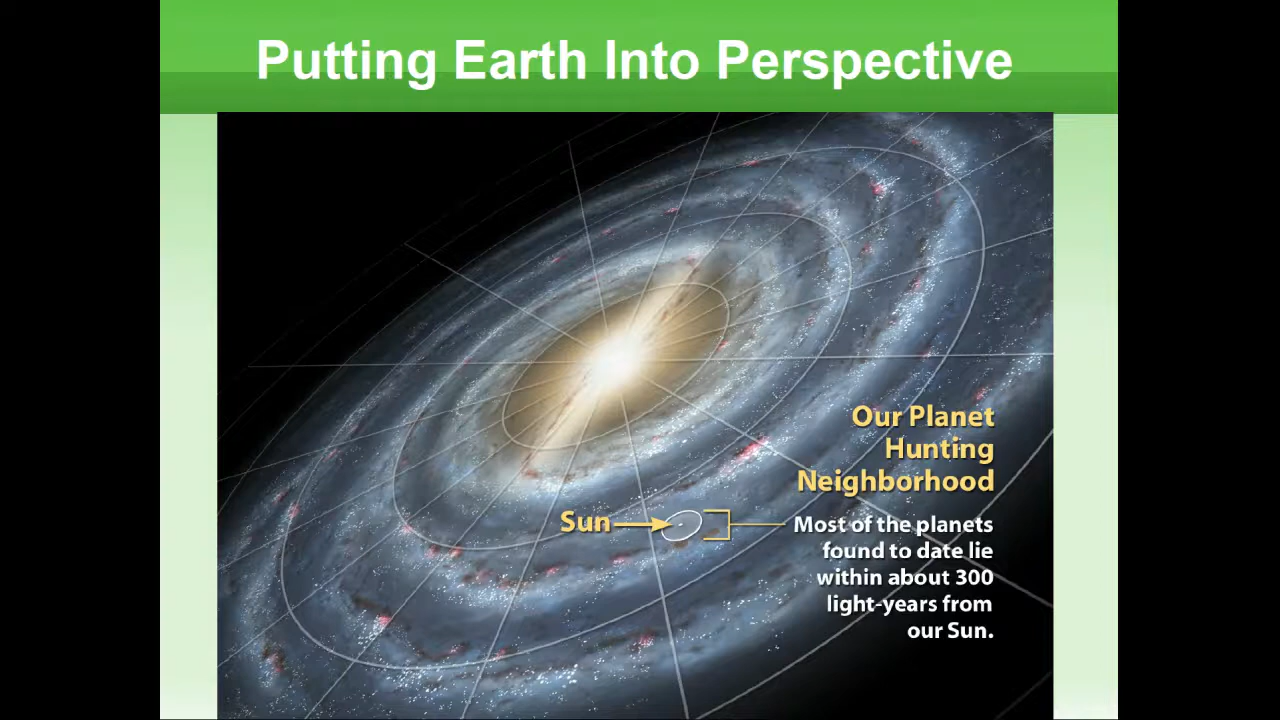 Putting Earth Into Perspective
Our Planet
Hunting
Neighborhood
Sun
Most of the planets
found to date lie
within about 300
light-years from
our Sun.